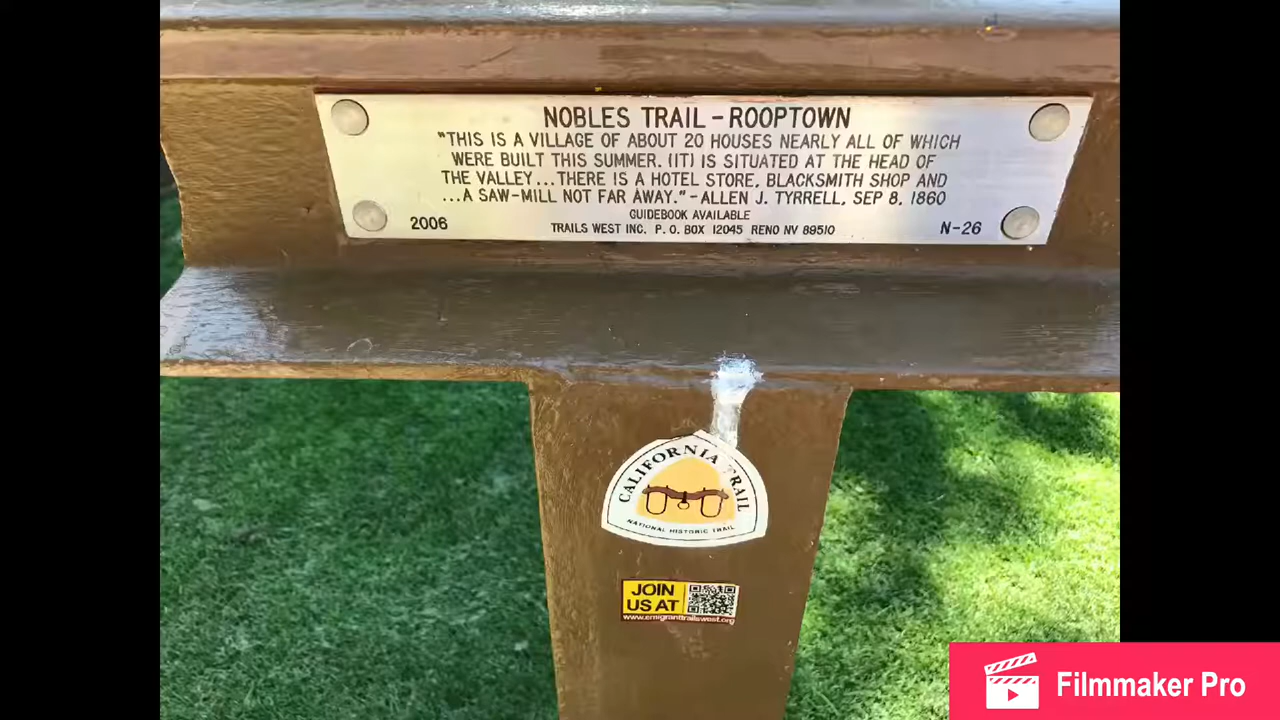 NOBLES TRAIL - ROOPTOWN
"THIS IS A VILLAGE OF ABOUT 20 HOUSES NEARLY ALL OF WHICH
WERE BUILT THIS SUMMER. (IT) IS SITUATED AT THE HEAD OF
THE VALLEY...THERE IS A HOTEL STORE, BLACKSMITH SHOP AND
...A SAW-MILL NOT FAR AWAY."-ALLEN J. TYRRELL, SEP 8, 1860
GUIDEBOOK AVAILABLE
2006 TRAILS WEST INC. P.O. BOX 12045 RENO NV 89510 N-26
CALIFORNIA TRAIL
NATIONAL HISTORIC TRAIL
JOIN
US AT
www.emigranttrailswest.org
Filmmaker Pro